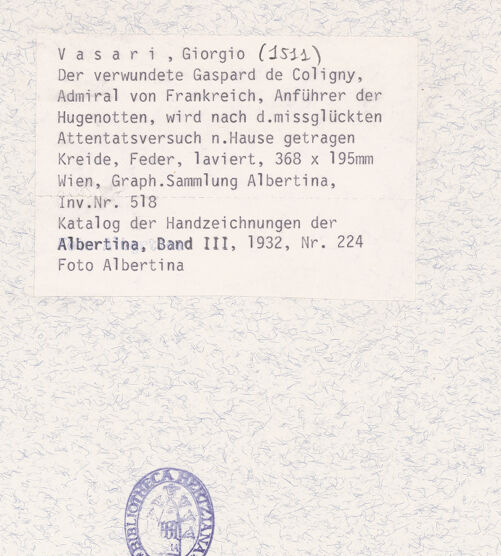 V a s a r i , Giorgio (1511)
Der verwundete Gaspard de Coligny,
Admiral von Frankreich, Anführer der
Hugenotten, wird nach d.missglückten
Attentatsversuch n.Hause getragen
Kreide, Feder, laviert, 368 x 195mm
Wien, Graph.Sammlung Albertina,
Inv.Nr. 518
Katalog der Handzeichnungen der
Albertina, Band III, 1932, Nr. 224
Foto Albertina
BIBLIOTHECA HERTZIANA